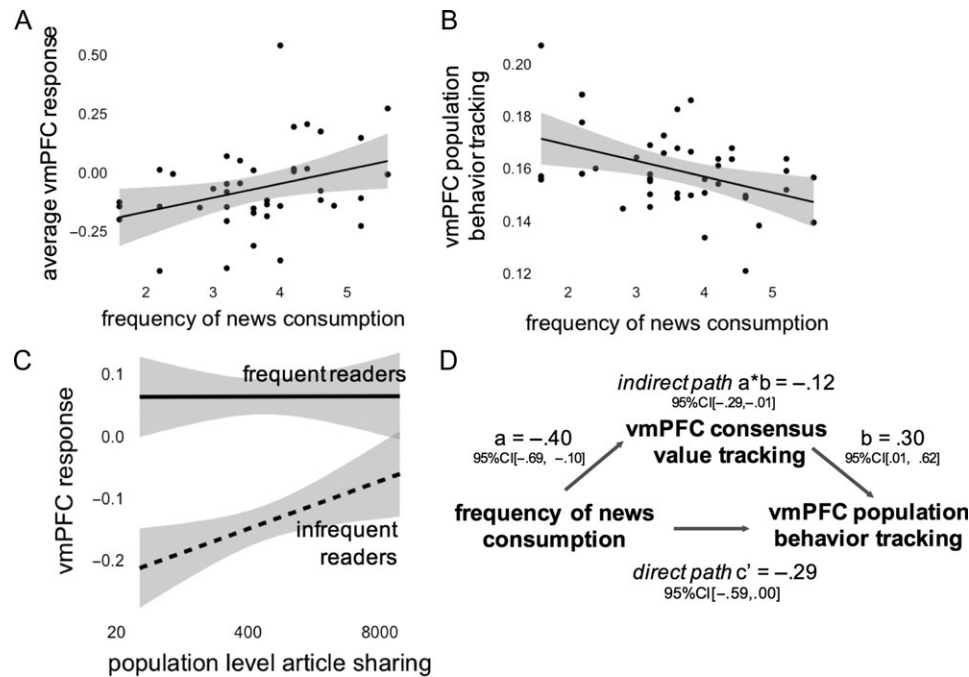 A
average vmPFC response
0.50
0.25
0.00
−0.25
2 3 4 5
frequency of news consumption
B
vmPFC population
behavior tracking
0.20
0.18
0.16
0.14
0.12
2 3 4 5
frequency of news consumption
C
vmPFC response
0.1
0.0
−0.1
−0.2
frequent readers
infrequent
readers
20 400 8000
population level article sharing
D
indirect path a*b = −.12
95%CI[−.29,−.01]
a = −.40
95%CI[−.69, −.10]
vmPFC consensus
value tracking
b = .30
95%CI[.01, .62]
frequency of news
consumption
vmPFC population
behavior tracking
direct path c' = −.29
95%CI[−.59,.00]